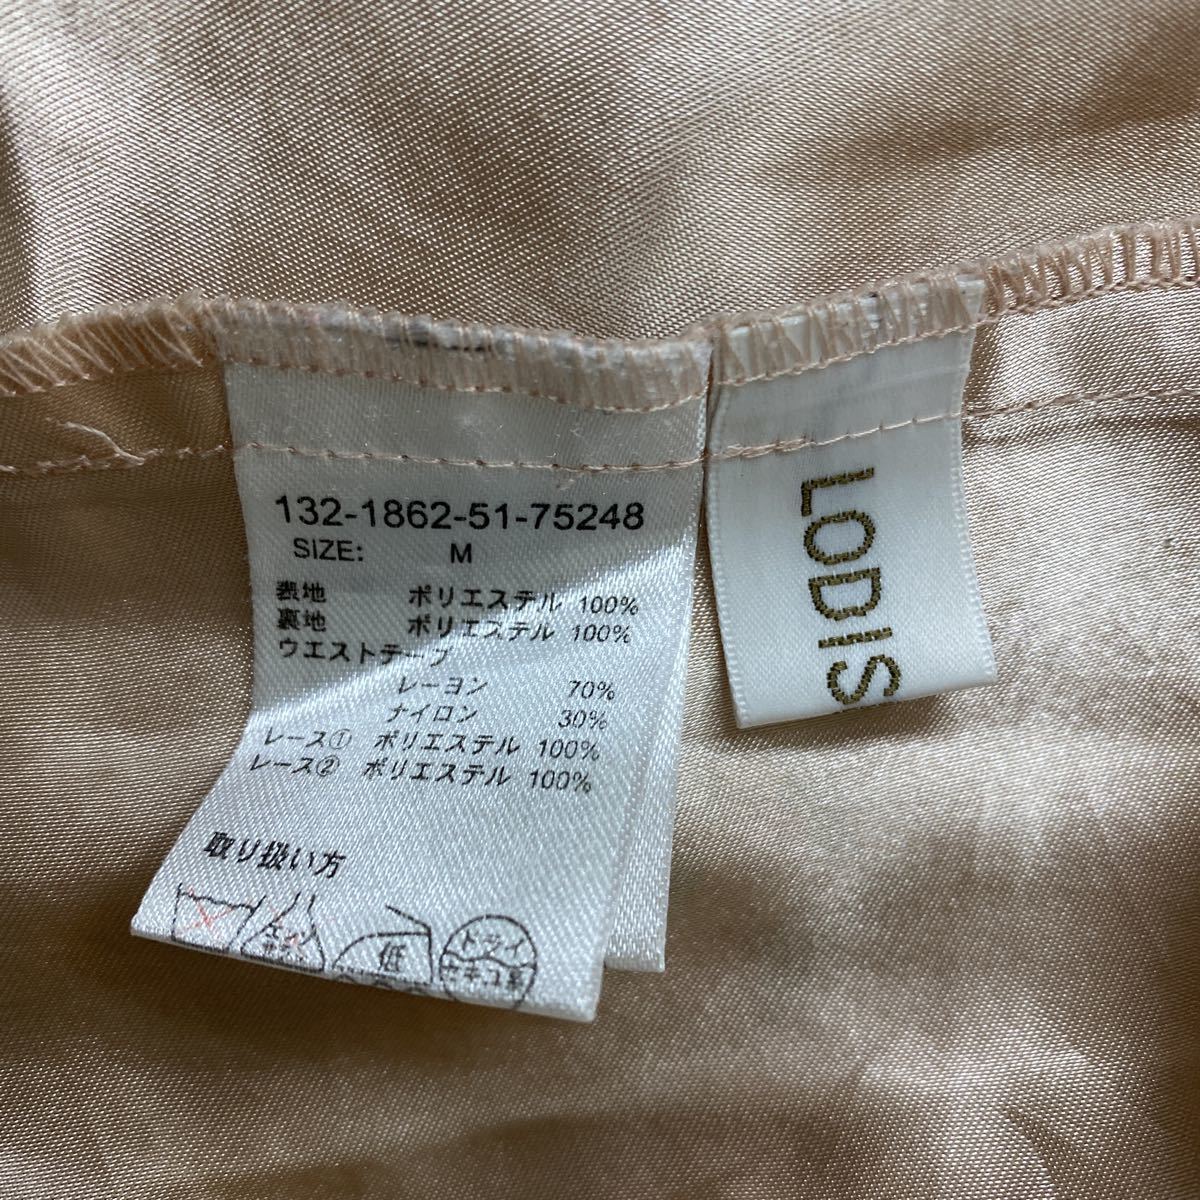 132-1862-51-75248
SIZE: M
表地 ポリエステル 100%
裏地 ポリエステル 100%
ウエストテープ
レーヨン 70%
ナイロン 30%
レース① ポリエステル 100%
レース② ポリエステル 100%
取り扱い方
低
ドライ
セキユ系
LODIS